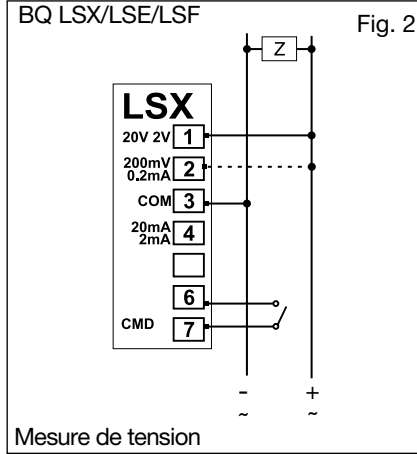 BQ LSX/LSE/LSF
Fig. 2
Z
LSX
20V 2V 1
200mV
0.2mA 2
COM 3
20mA
2mA 4
6
CMD 7
- +
~ ~
Mesure de tension